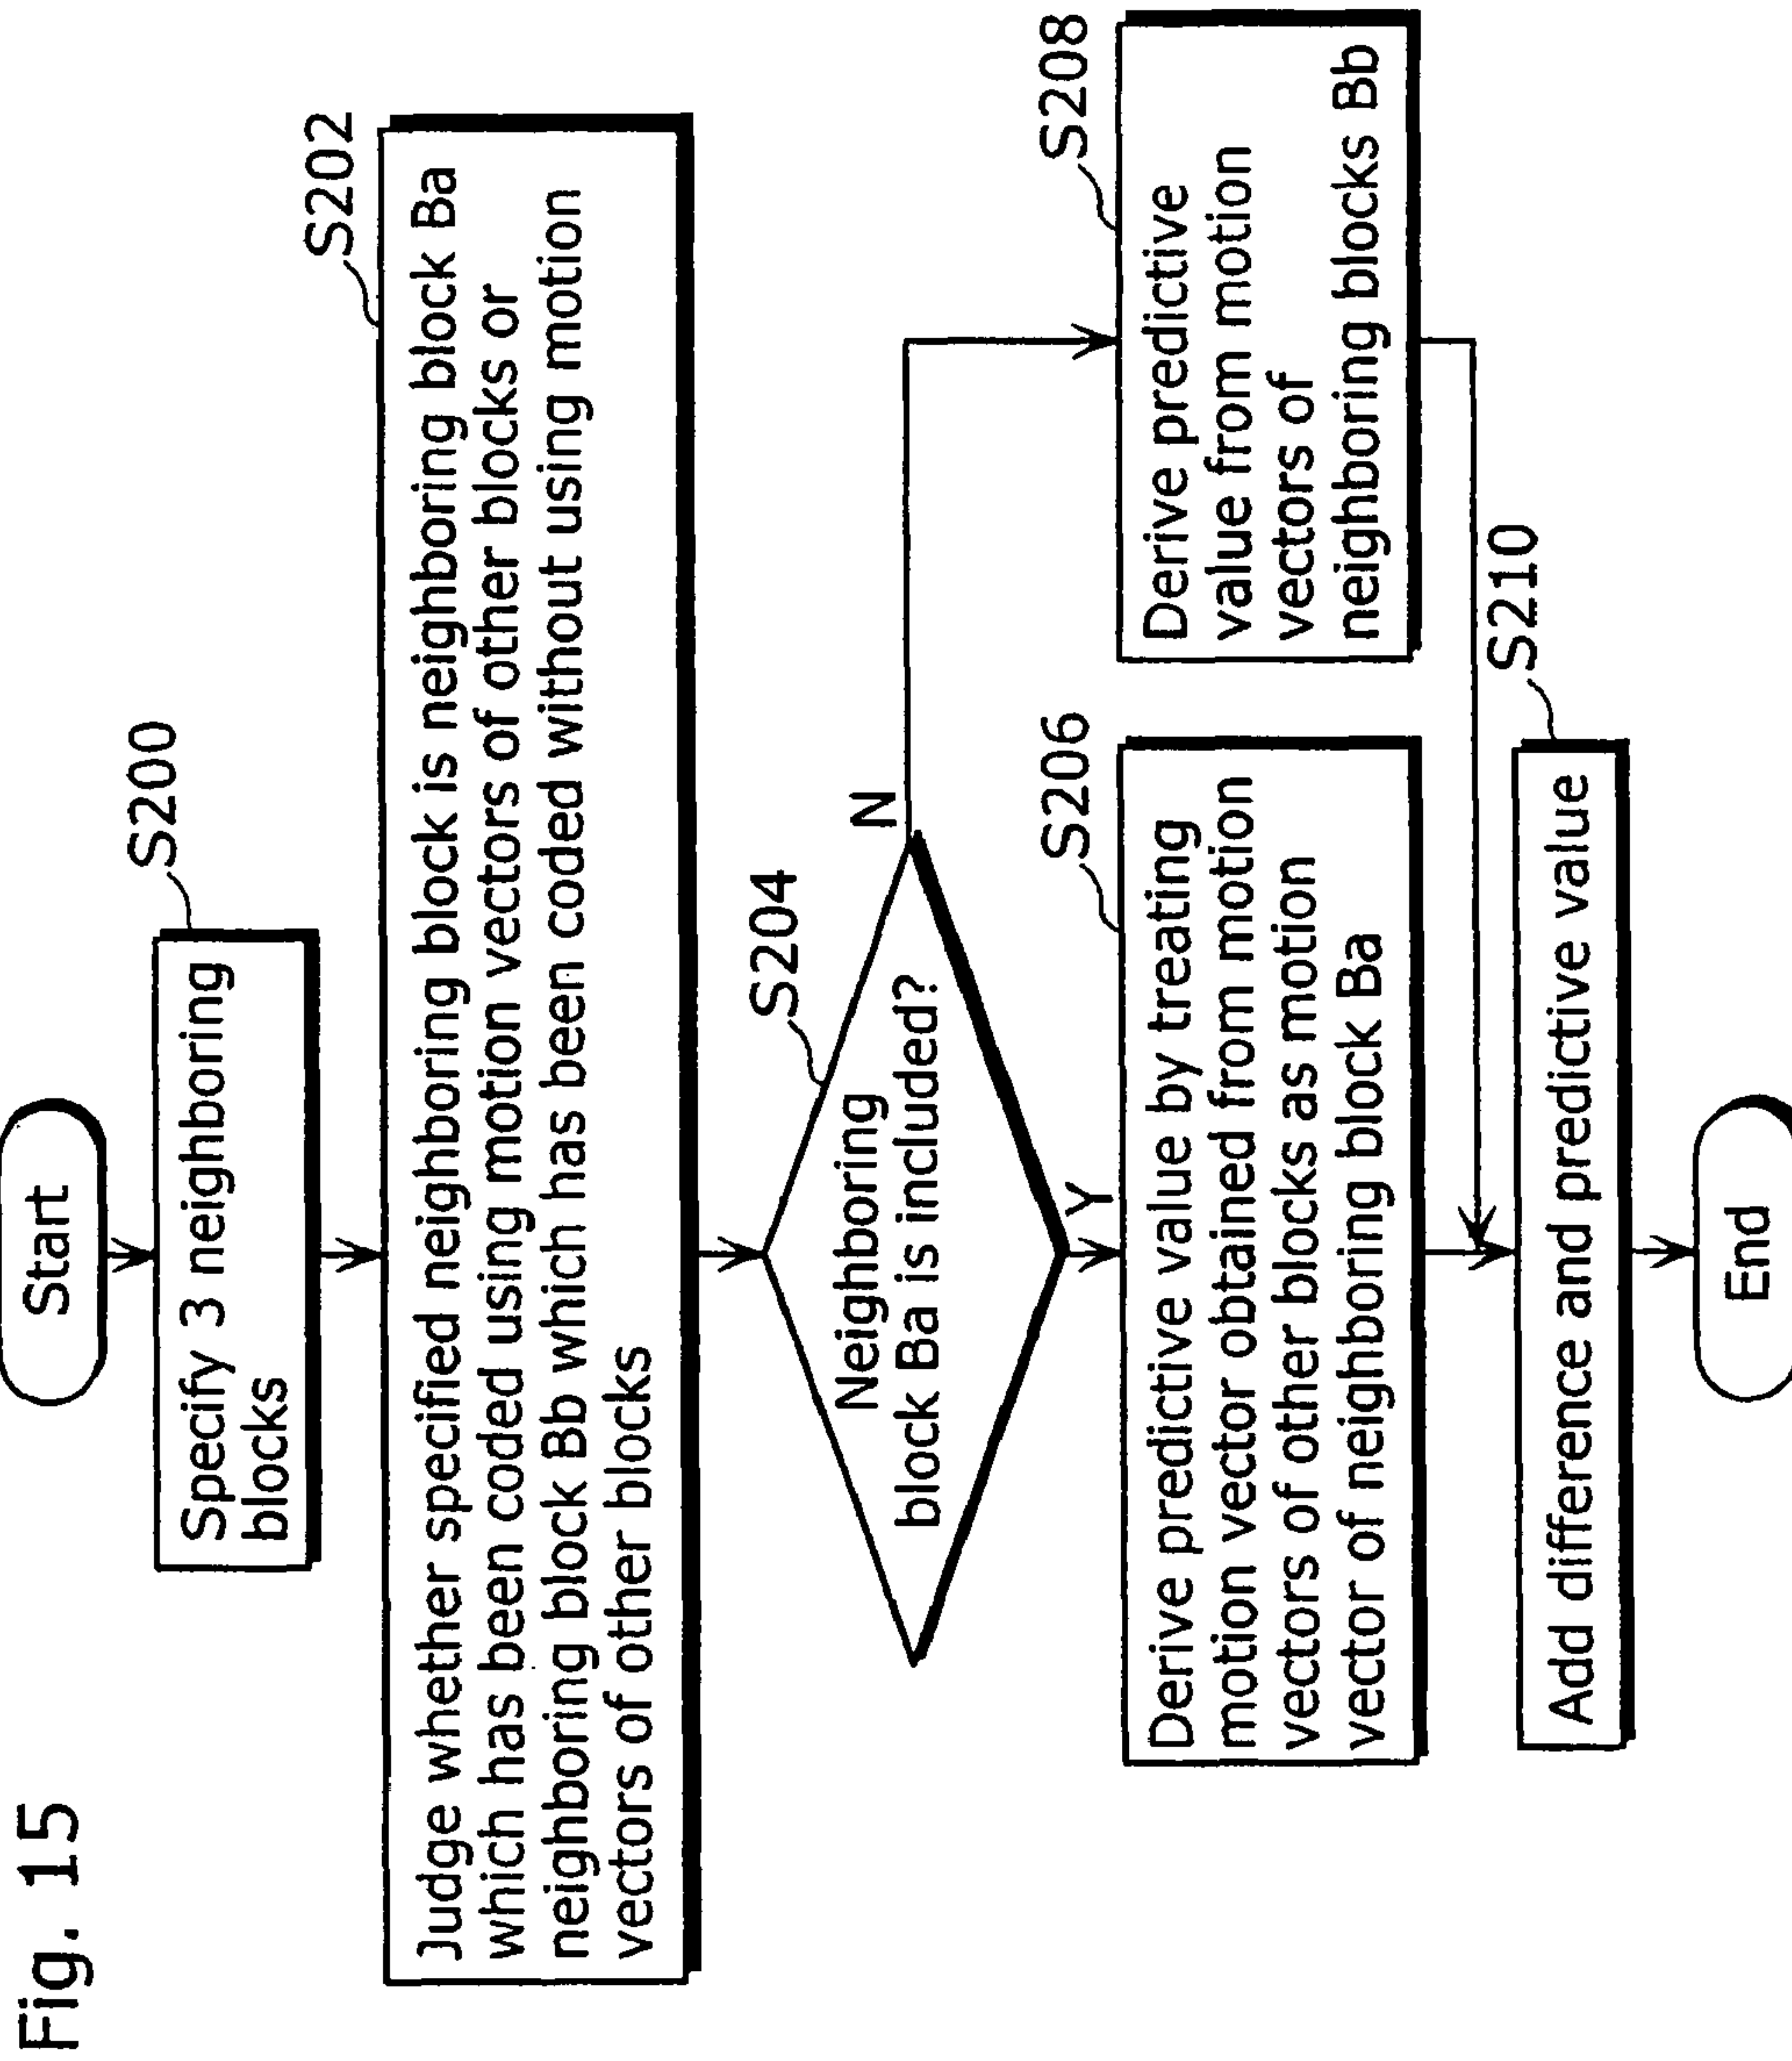 Fig. 15
Start
S200
Specify 3 neighboring
blocks
S202
Judge whether specified neighboring block is neighboring block Ba
which has been coded using motion vectors of other blocks or
neighboring block Bb which has been coded without using motion
vectors of other blocks
S204
Neighboring
block Ba is included?
N
Y
S206
Derive predictive value by treating
motion vector obtained from motion
vectors of other blocks as motion
vector of neighboring block Ba
S208
Derive predictive
value from motion
vectors of
neighboring blocks Bb
S210
Add difference and predictive value
End